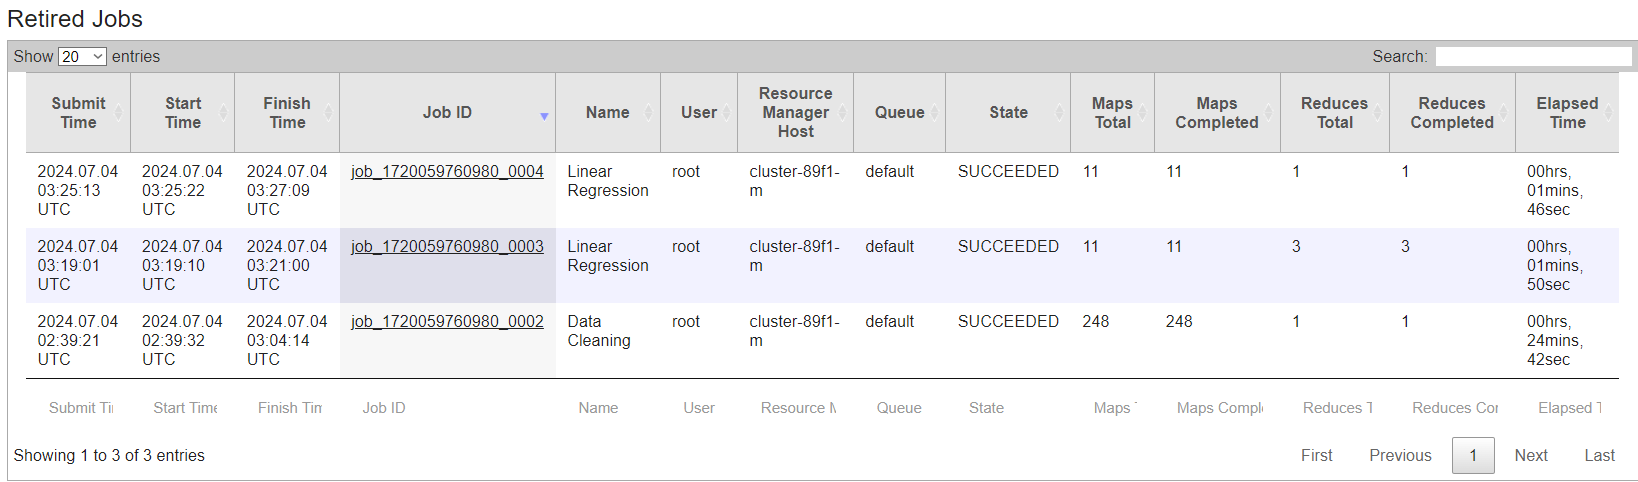 Retired Jobs
Show 20 entries Search:
Submit Time Start Time Finish Time Job ID Name User Resource Manager Host Queue State Maps Total Maps Completed Reduces Total Reduces Completed Elapsed Time
2024.07.04 03:25:13 UTC 2024.07.04 03:25:22 UTC 2024.07.04 03:27:09 UTC job_1720059760980_0004 Linear Regression root cluster-89f1-m default SUCCEEDED 11 11 1 1 00hrs, 01mins, 46sec
2024.07.04 03:19:01 UTC 2024.07.04 03:19:10 UTC 2024.07.04 03:21:00 UTC job_1720059760980_0003 Linear Regression root cluster-89f1-m default SUCCEEDED 11 11 3 3 00hrs, 01mins, 50sec
2024.07.04 02:39:21 UTC 2024.07.04 02:39:32 UTC 2024.07.04 03:04:14 UTC job_1720059760980_0002 Data Cleaning root cluster-89f1-m default SUCCEEDED 248 248 1 1 00hrs, 24mins, 42sec
Submit Ti Start Time Finish Tim Job ID Name User Resource M Queue State Maps T Maps Comple Reduces T Reduces Cor Elapsed T
Showing 1 to 3 of 3 entries First Previous 1 Next Last